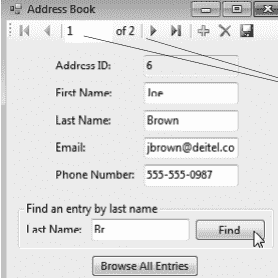 Address Book
1 of 2
Address ID: 6
First Name: Joe
Last Name: Brown
Email: jbrown@deitel.co
Phone Number: 555-555-0987
Find an entry by last name
Last Name: Br Find
Browse All Entries